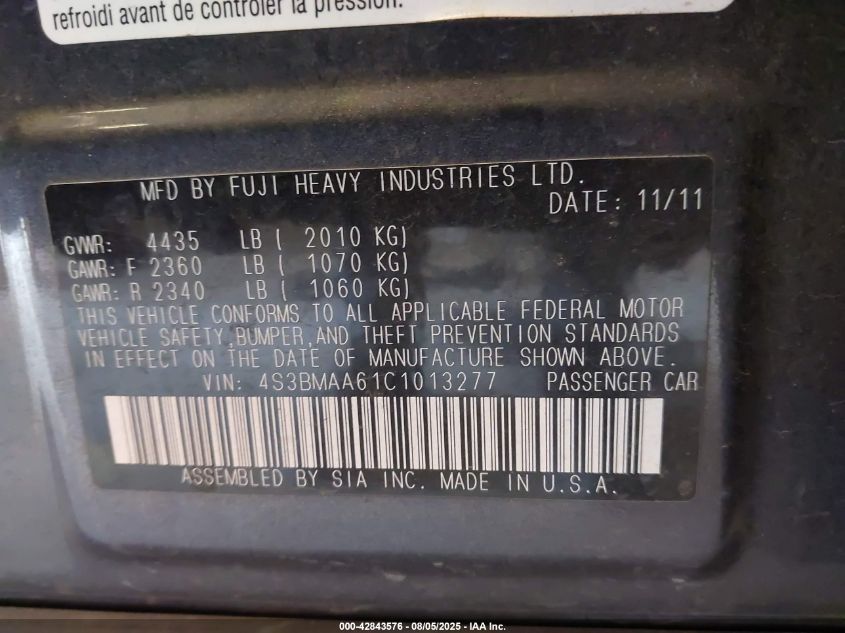 refroidi avant de contrôler la pression.
MFD BY FUJI HEAVY INDUSTRIES LTD.
DATE: 11/11
GVWR: 4435 LB ( 2010 KG)
GAWR: F 2360 LB ( 1070 KG)
GAWR: R 2340 LB ( 1060 KG)
THIS VEHICLE CONFORMS TO ALL APPLICABLE FEDERAL MOTOR
VEHICLE SAFETY,BUMPER,AND THEFT PREVENTION STANDARDS
IN EFFECT ON THE DATE OF MANUFACTURE SHOWN ABOVE.
VIN: 4S3BMAA61C1013277 PASSENGER CAR
ASSEMBLED BY SIA INC. MADE IN U.S.A.
000-42843576 - 08/05/2025 - IAA Inc.